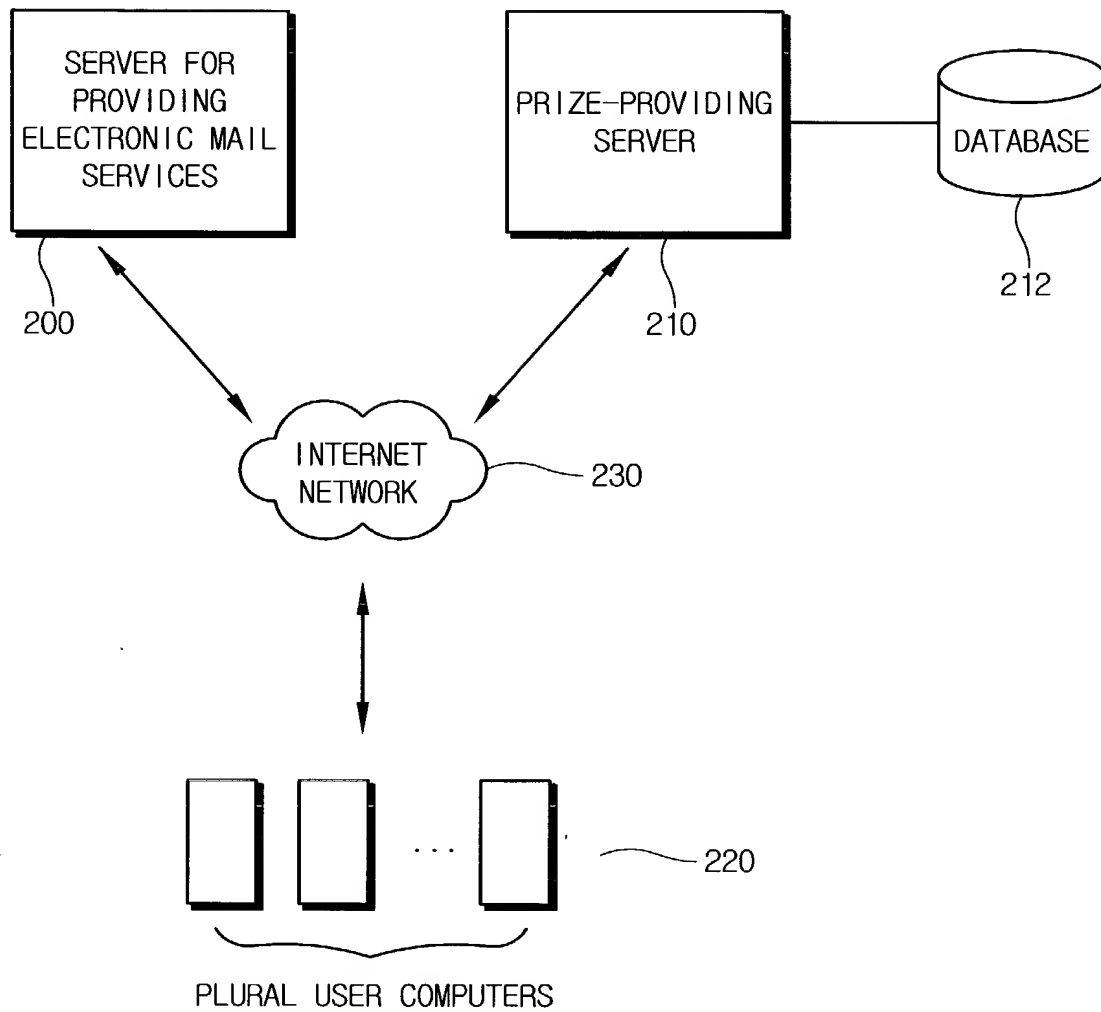 SERVER FOR
PROVIDING
ELECTRONIC MAIL
SERVICES
200
PRIZE-PROVIDING
SERVER
210
DATABASE
212
INTERNET
NETWORK
230
...
220
PLURAL USER COMPUTERS